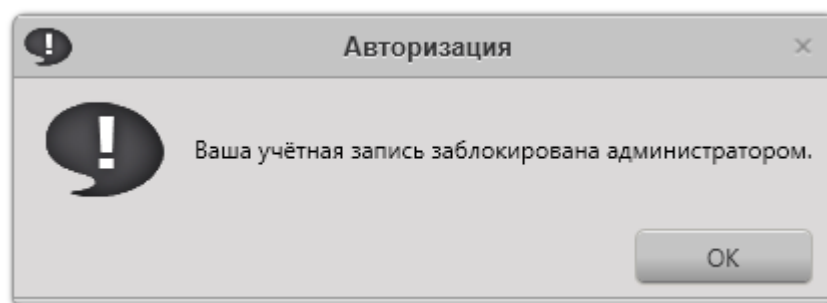 Авторизация
Ваша учётная запись заблокирована администратором.
OK